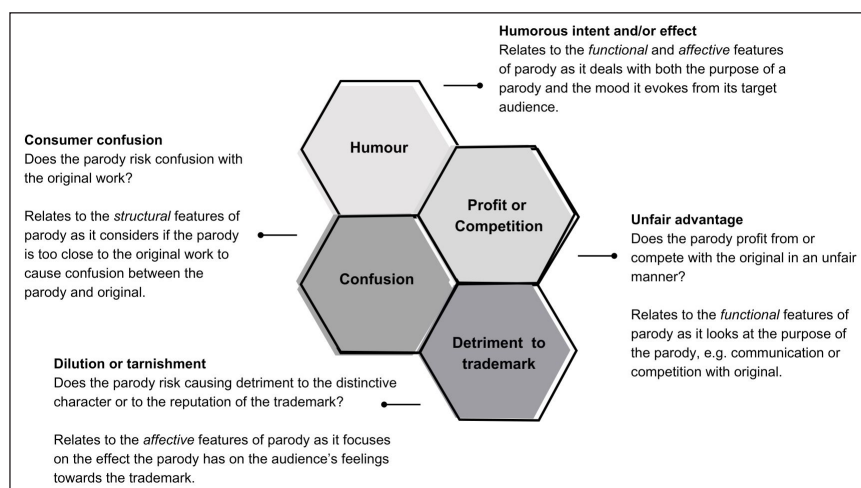 Humorous intent and/or effect
Relates to the functional and affective features
of parody as it deals with both the purpose of a
parody and the mood it evokes from its target
audience.
Humour
Consumer confusion
Does the parody risk confusion with
the original work?
Relates to the structural features of
parody as it considers if the parody
is too close to the original work to
cause confusion between the
parody and original.
Profit or
Competition
Unfair advantage
Does the parody profit from or
compete with the original in an unfair
manner?
Relates to the functional features of
parody as it looks at the purpose of
the parody, e.g. communication or
competition with original.
Confusion
Detriment to
trademark
Dilution or tarnishment
Does the parody risk causing detriment to the distinctive
character or to the reputation of the trademark?
Relates to the affective features of parody as it focuses
on the effect the parody has on the audience's feelings
towards the trademark.